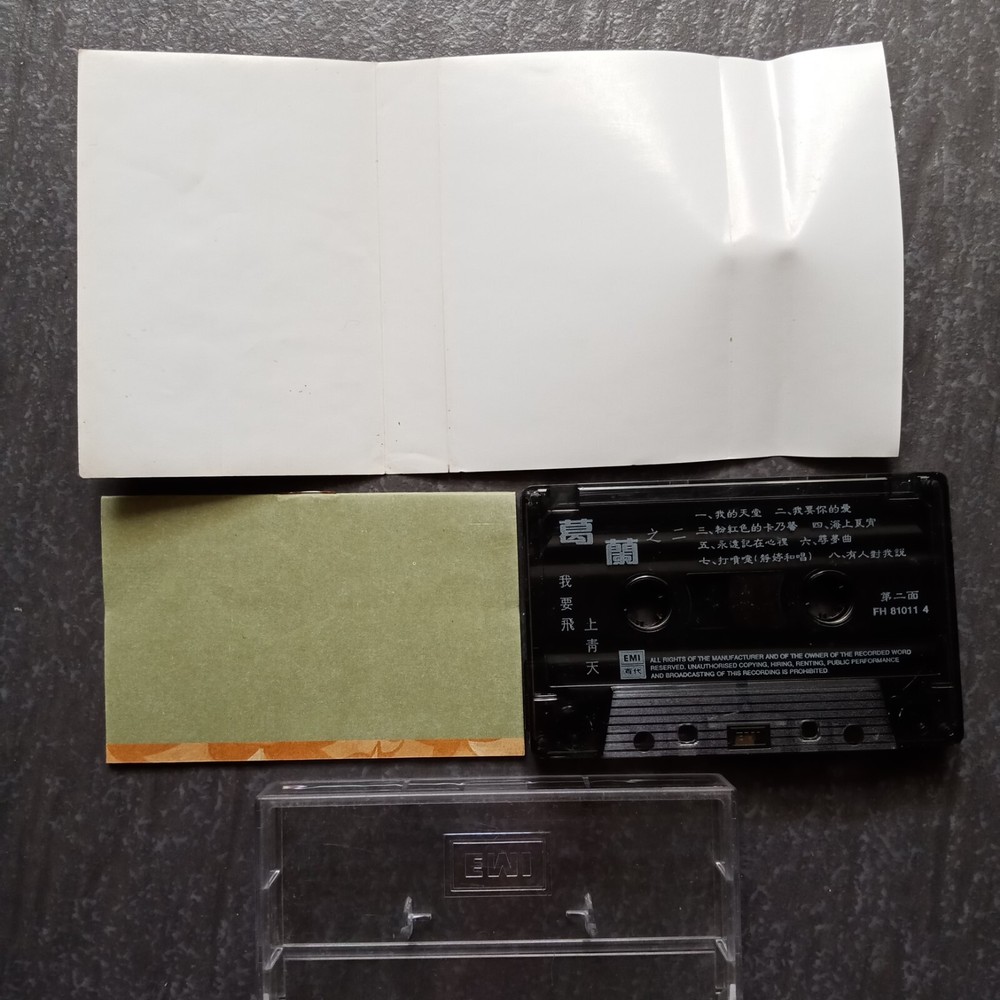 葛蘭 之二
我要飛
上青天
一、我的天堂 二、我要你的愛
三、粉紅色的卡乃馨 四、海上良宵
五、永遠記在心裡 六、尋夢曲
七、打噴嚏(靜婷和唱) 八、有人對我說
第二面
FH 81011 4
EMI
百代
ALL RIGHTS OF THE MANUFACTURER AND OF THE OWNER OF THE RECORDED WORD
RESERVED. UNAUTHORISED COPYING, HIRING, RENTING, PUBLIC PERFORMANCE
AND BROADCASTING OF THIS RECORDING IS PROHIBITED
EMI